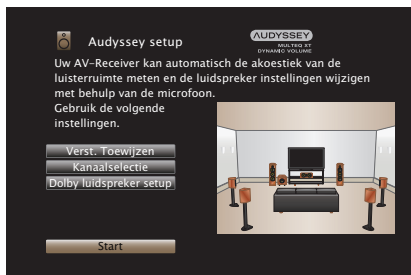 Audyssey setup
AUDYSSEY
MULTEQ XT
DYNAMIC VOLUME
Uw AV-Receiver kan automatisch de akoestiek van de
luisterruimte meten en de luidspreker instellingen wijzigen
met behulp van de microfoon.
Gebruik de volgende
instellingen.
Verst. Toewijzen
Kanaalselectie
Dolby luidspreker setup
Start